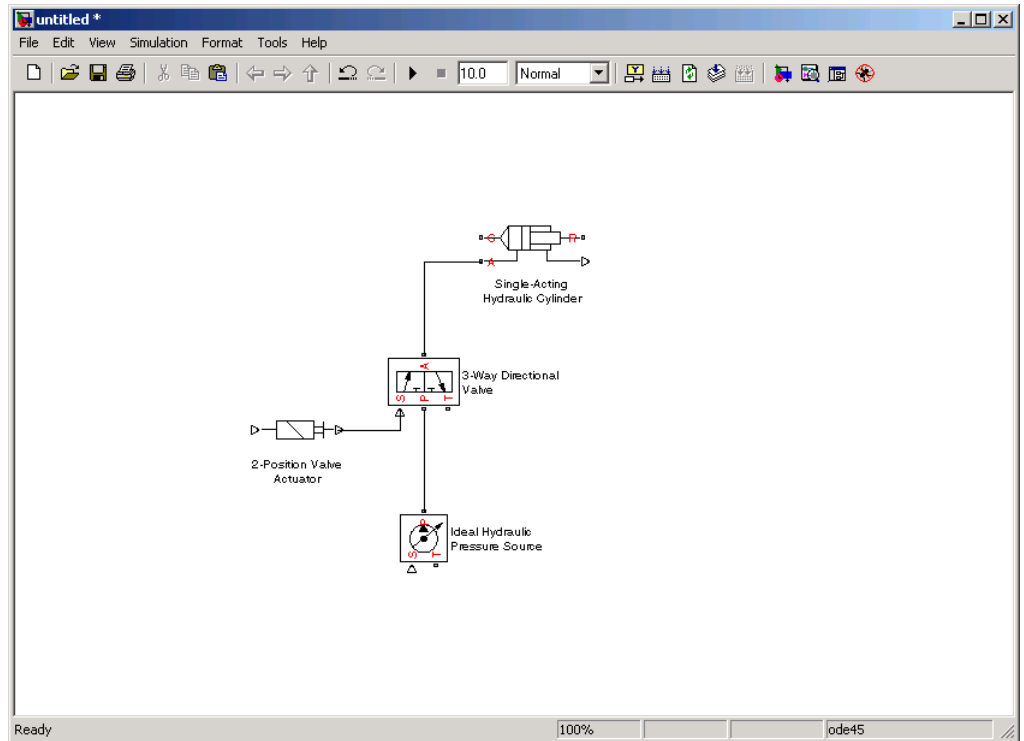 untitled *
File Edit View Simulation Format Tools Help
10.0 Normal
C R
A
Single-Acting
Hydraulic Cylinder
A
3-Way Directional
Valve
S P T
2-Position Valve
Actuator
P
Ideal Hydraulic
Pressure Source
S T
Ready 100% ode45